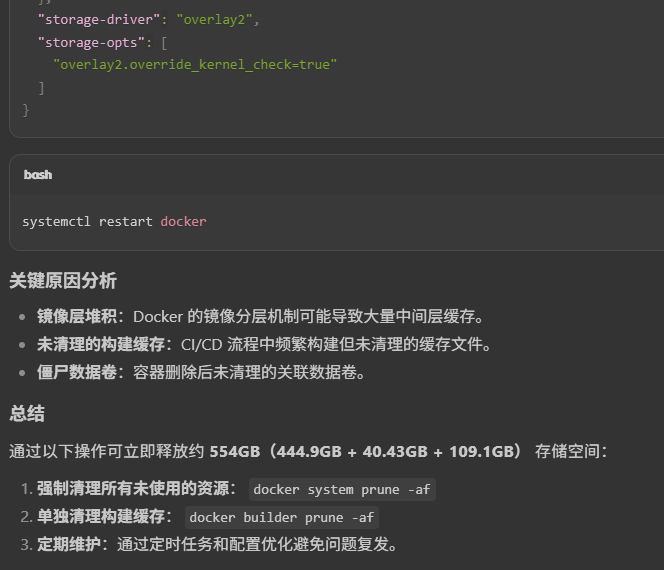 ],
"storage-driver": "overlay2",
"storage-opts": [
"overlay2.override_kernel_check=true"
]
}
bash
systemctl restart docker
关键原因分析
• 镜像层堆积：Docker 的镜像分层机制可能导致大量中间层缓存。
• 未清理的构建缓存：CI/CD 流程中频繁构建但未清理的缓存文件。
• 僵尸数据卷：容器删除后未清理的关联数据卷。
总结
通过以下操作可立即释放约 554GB（444.9GB + 40.43GB + 109.1GB） 存储空间：
1. 强制清理所有未使用的资源： docker system prune -af
2. 单独清理构建缓存： docker builder prune -af
3. 定期维护：通过定时任务和配置优化避免问题复发。